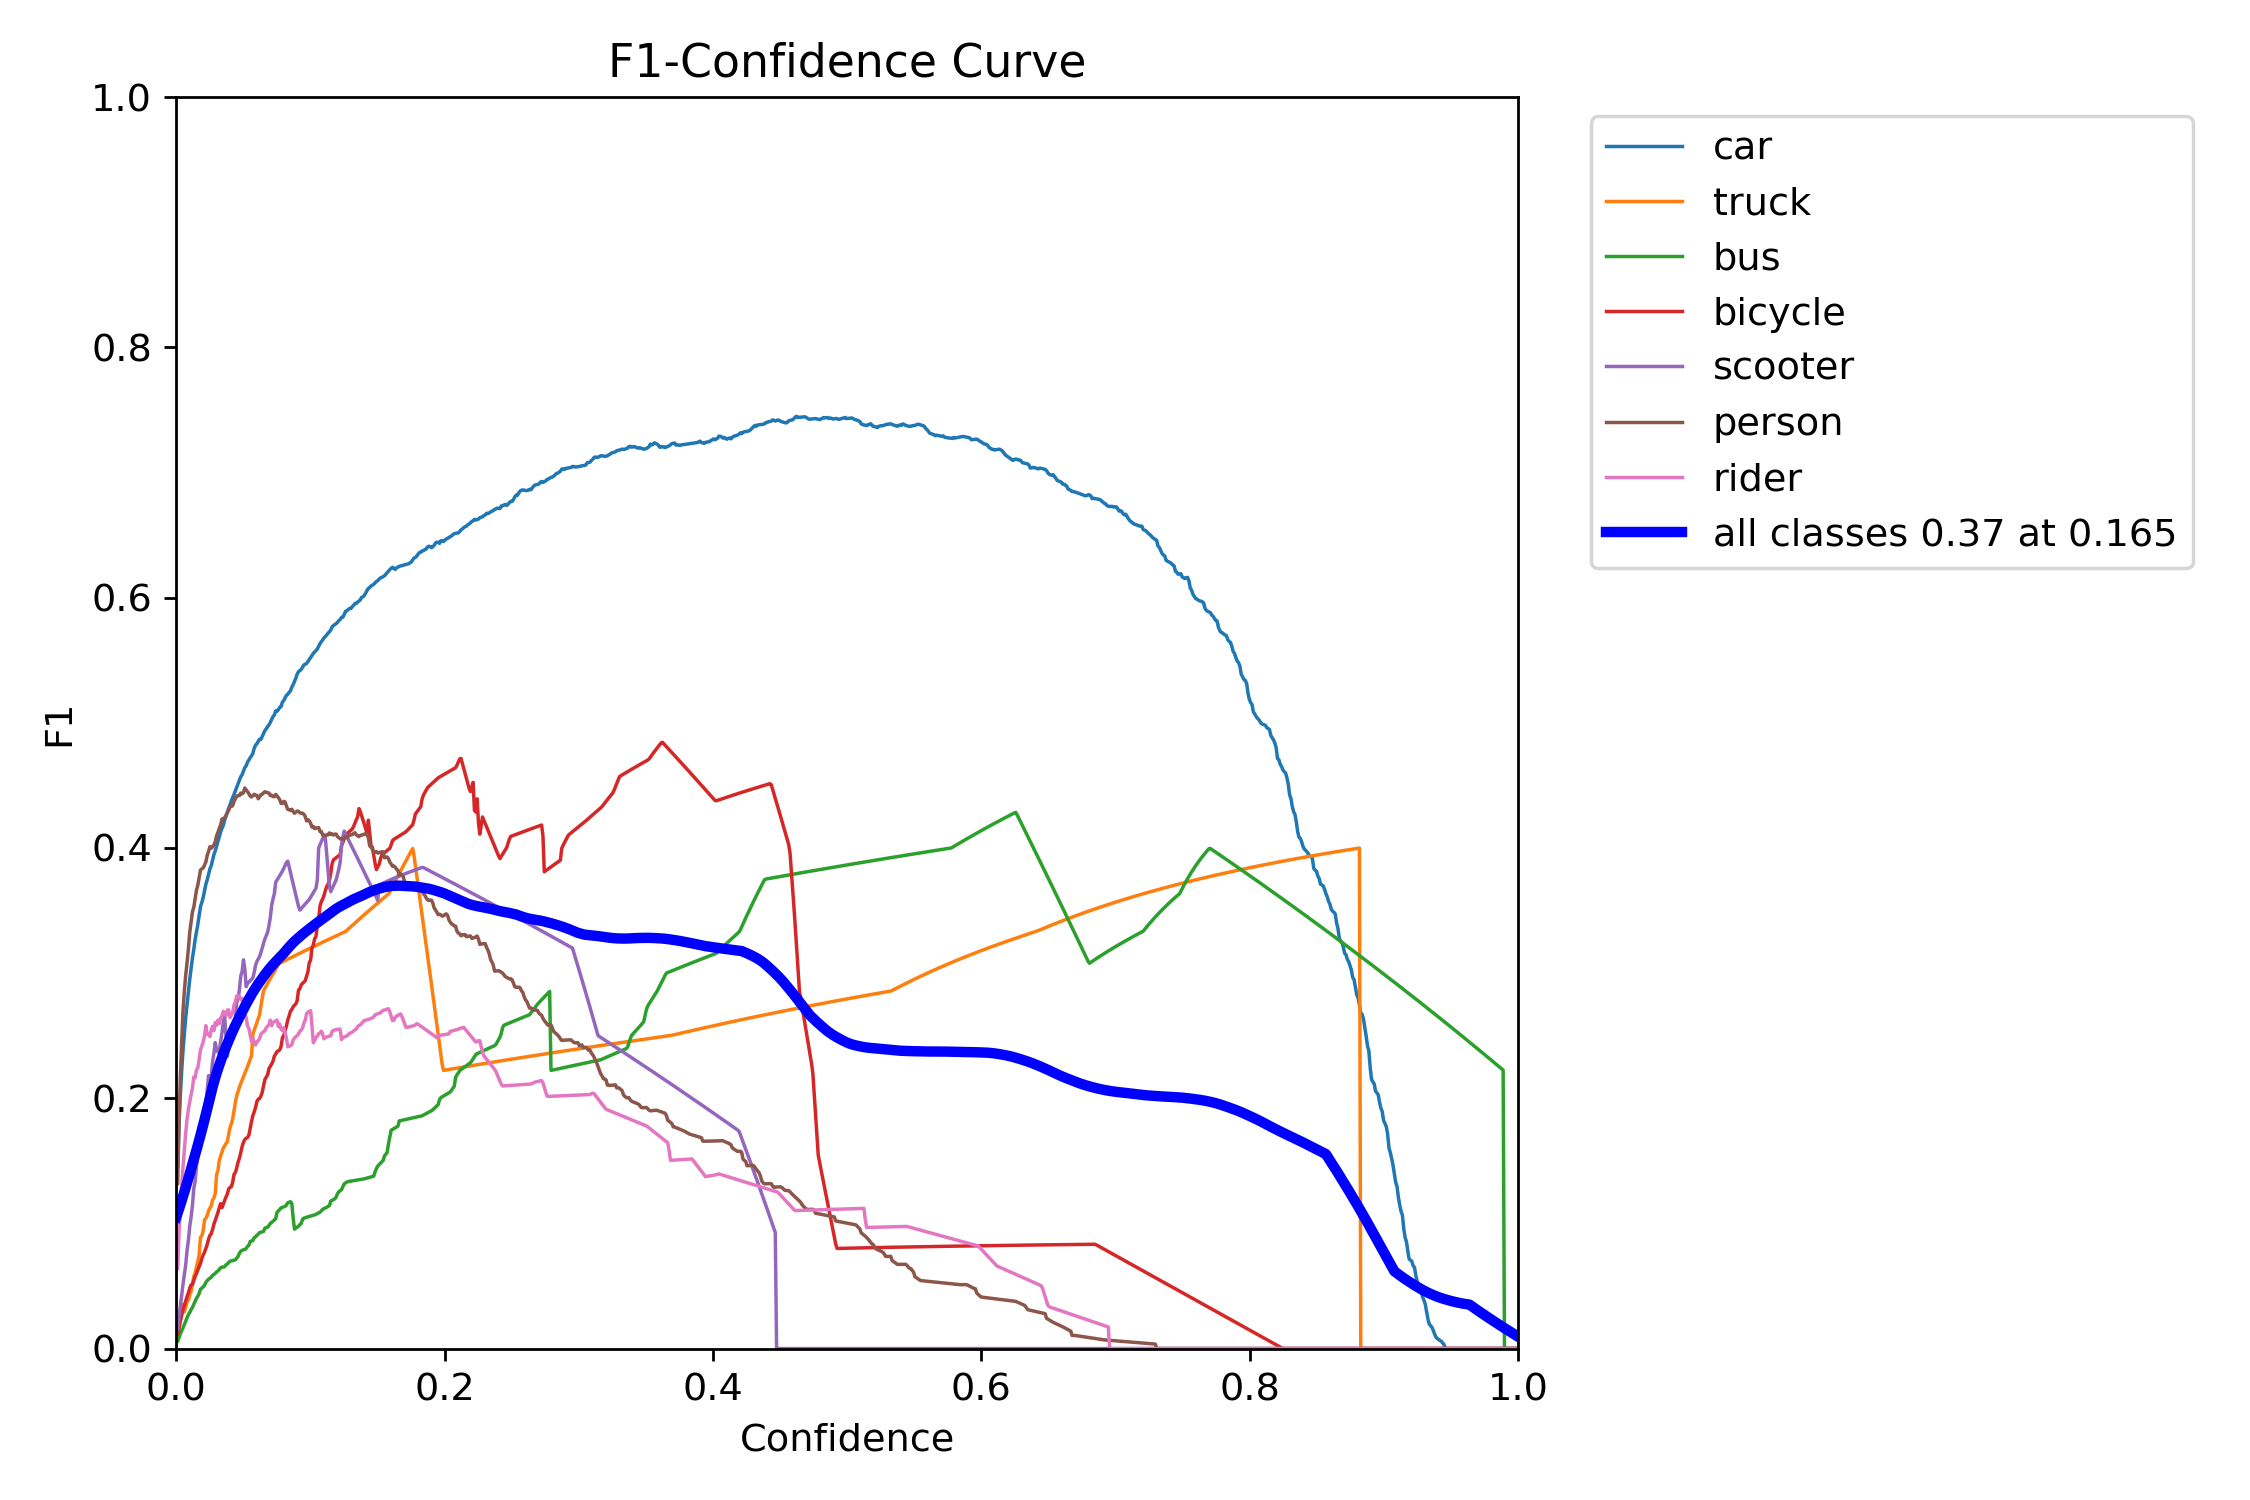 F1-Confidence Curve
1.0
0.8
0.6
0.4
0.2
0.0
F1
0.0 0.2 0.4 0.6 0.8 1.0
Confidence
car
truck
bus
bicycle
scooter
person
rider
all classes 0.37 at 0.165